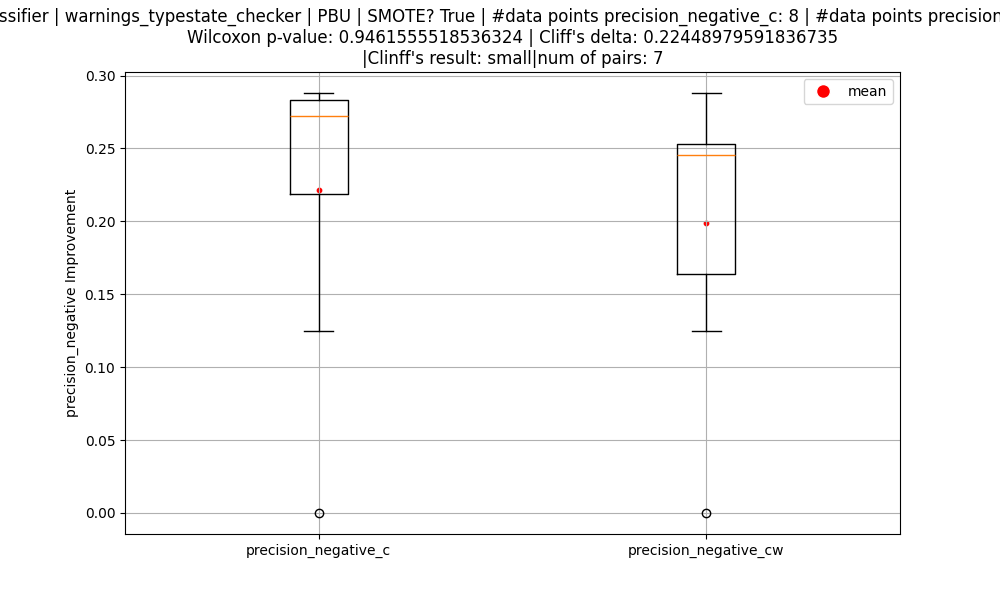 ssifier | warnings_typestate_checker | PBU | SMOTE? True | #data points precision_negative_c: 8 | #data points precision
Wilcoxon p-value: 0.9461555518536324 | Cliff's delta: 0.22448979591836735
|Clinff's result: small|num of pairs: 7
mean
precision_negative Improvement
0.30
0.25
0.20
0.15
0.10
0.05
0.00
precision_negative_c
precision_negative_cw